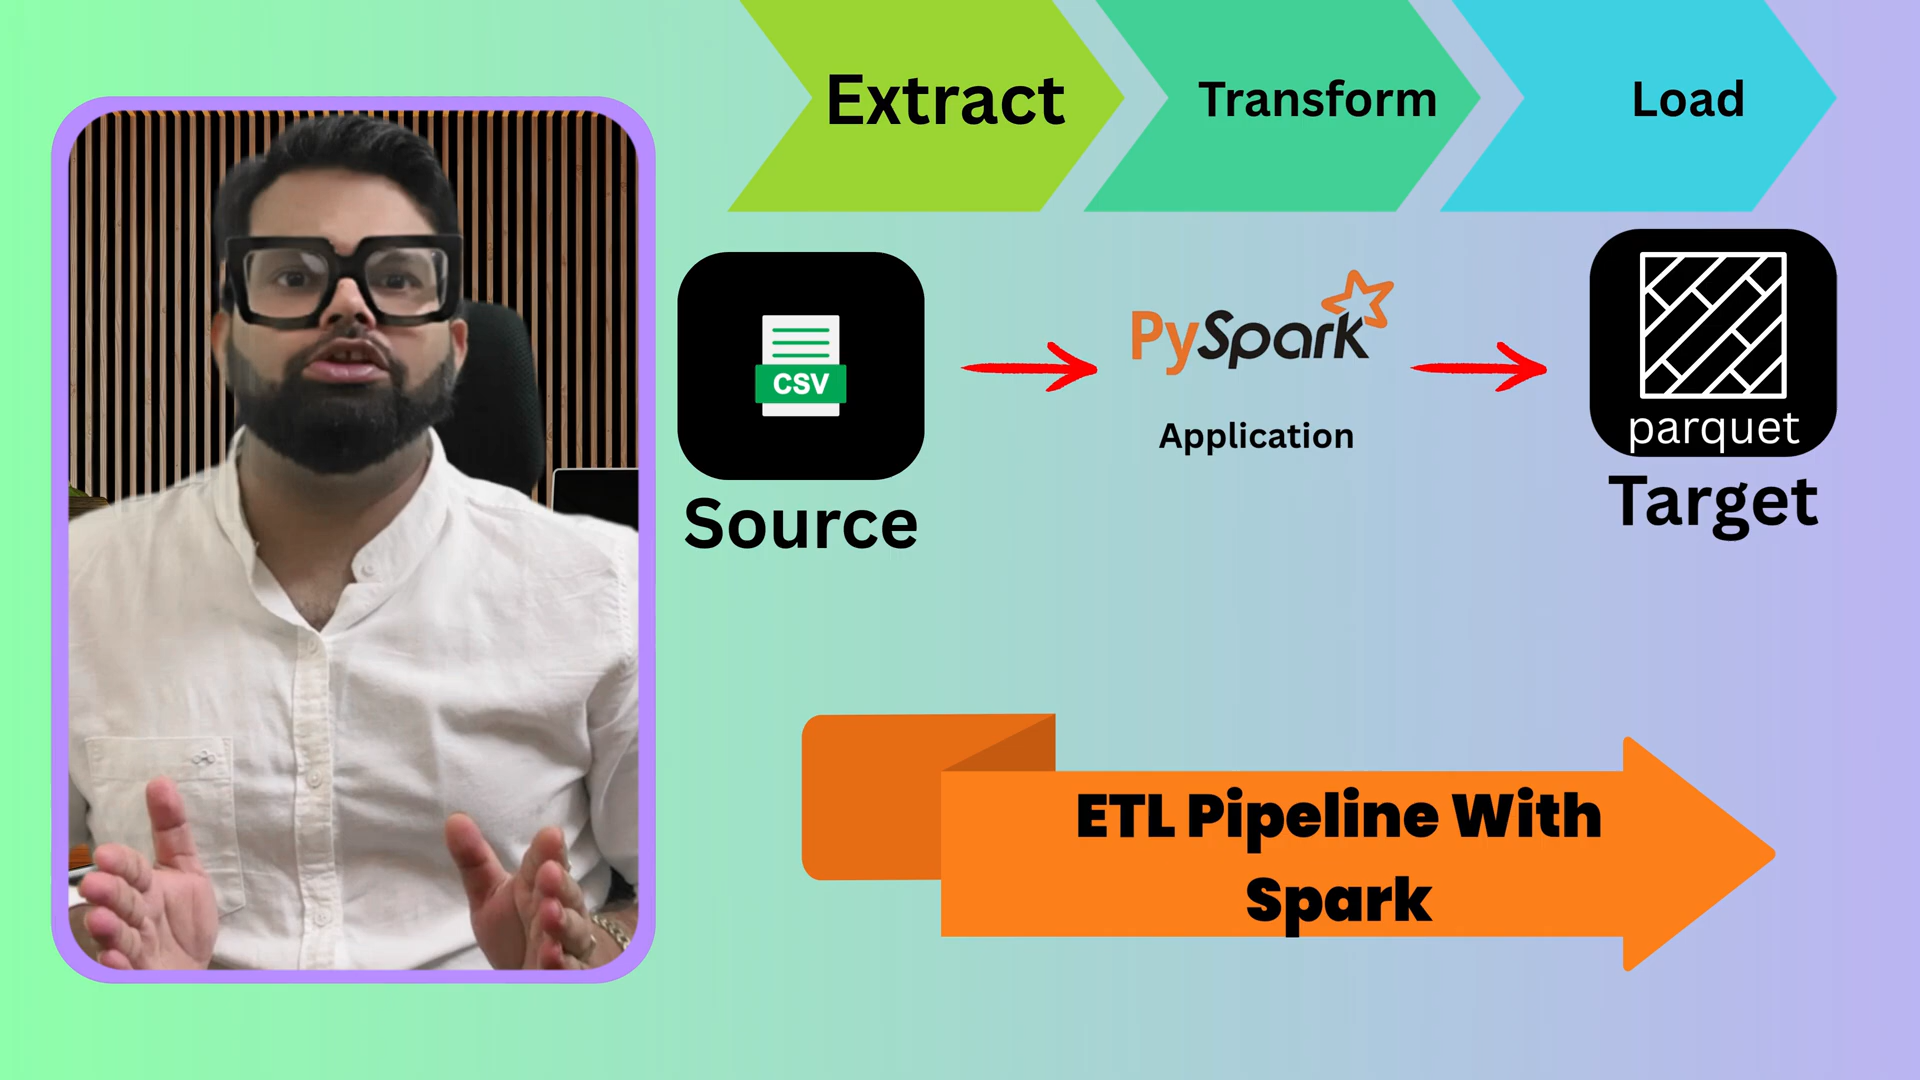 Extract
Transform
Load
CSV
PySpark
Application
parquet
Source
Target
ETL Pipeline With
Spark